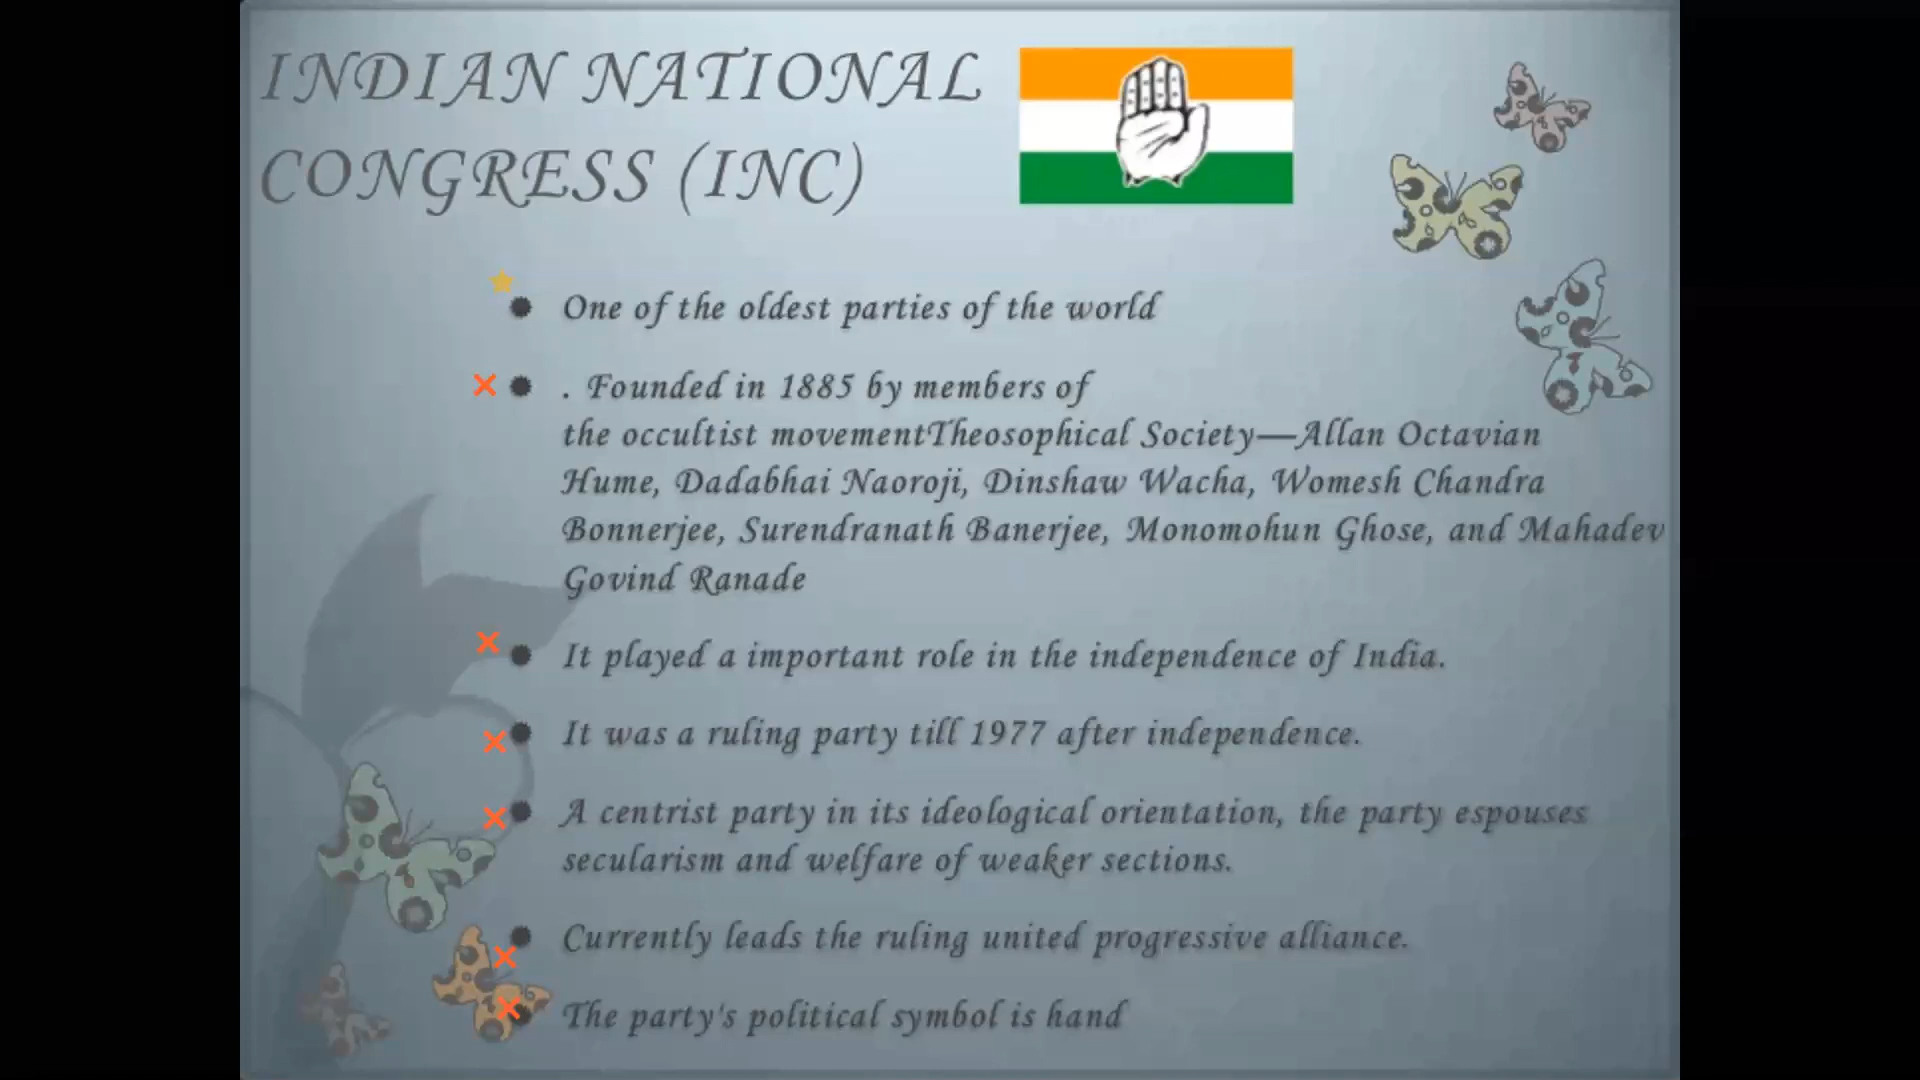 INDIAN NATIONAL
CONGRESS (INC)
One of the oldest parties of the world
. Founded in 1885 by members of
the occultist movementTheosophical Society—Allan Octavian
Hume, Dadabhai Naoroji, Dinshaw Wacha, Womesh Chandra
Bonnerjee, Surendranath Banerjee, Monomohun Ghose, and Mahadev
Govind Ranade
It played a important role in the independence of India.
It was a ruling party till 1977 after independence.
A centrist party in its ideological orientation, the party espouses
secularism and welfare of weaker sections.
Currently leads the ruling united progressive alliance.
The party's political symbol is hand